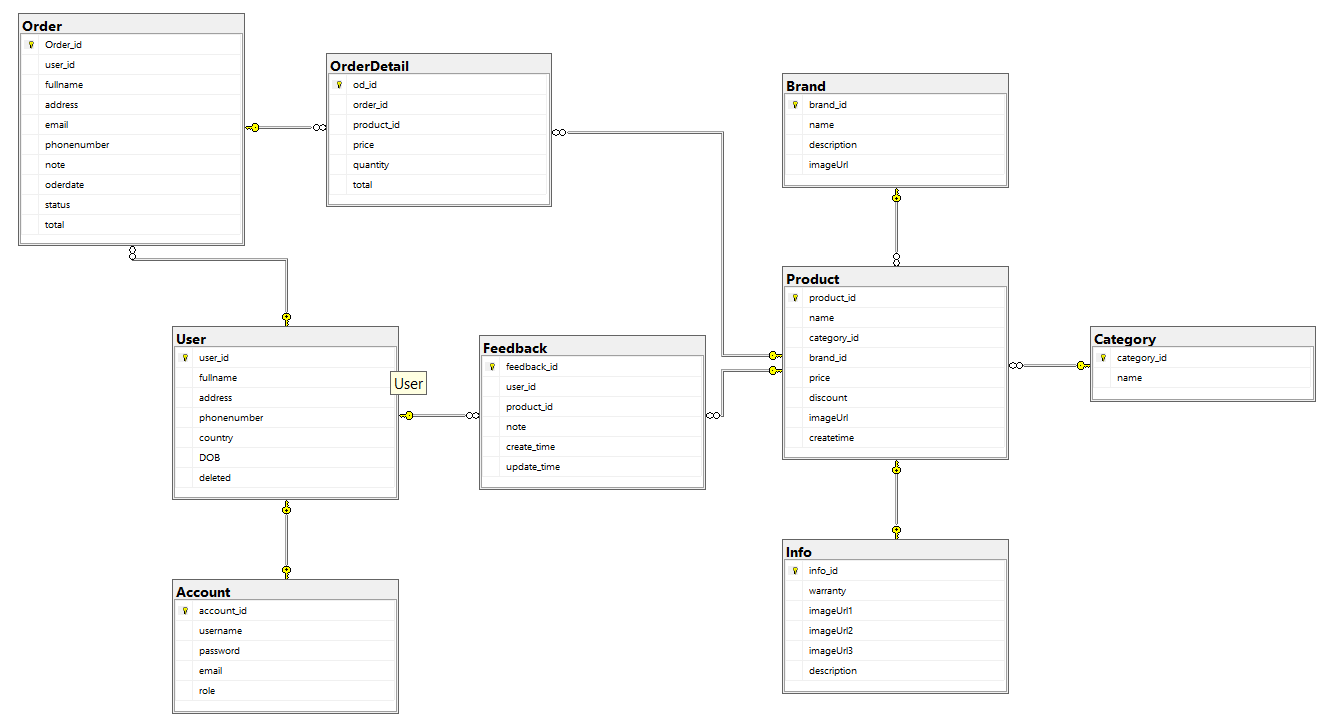 Order
Order_id
user_id
fullname
address
email
phonenumber
note
oderdate
status
total
OrderDetail
od_id
order_id
product_id
price
quantity
total
Brand
brand_id
name
description
imageUrl
Product
product_id
name
category_id
brand_id
price
discount
imageUrl
createtime
Category
category_id
name
User
user_id
fullname
address
phonenumber
country
DOB
deleted
User
Feedback
feedback_id
user_id
product_id
note
create_time
update_time
Account
account_id
username
password
email
role
Info
info_id
warranty
imageUrl1
imageUrl2
imageUrl3
description